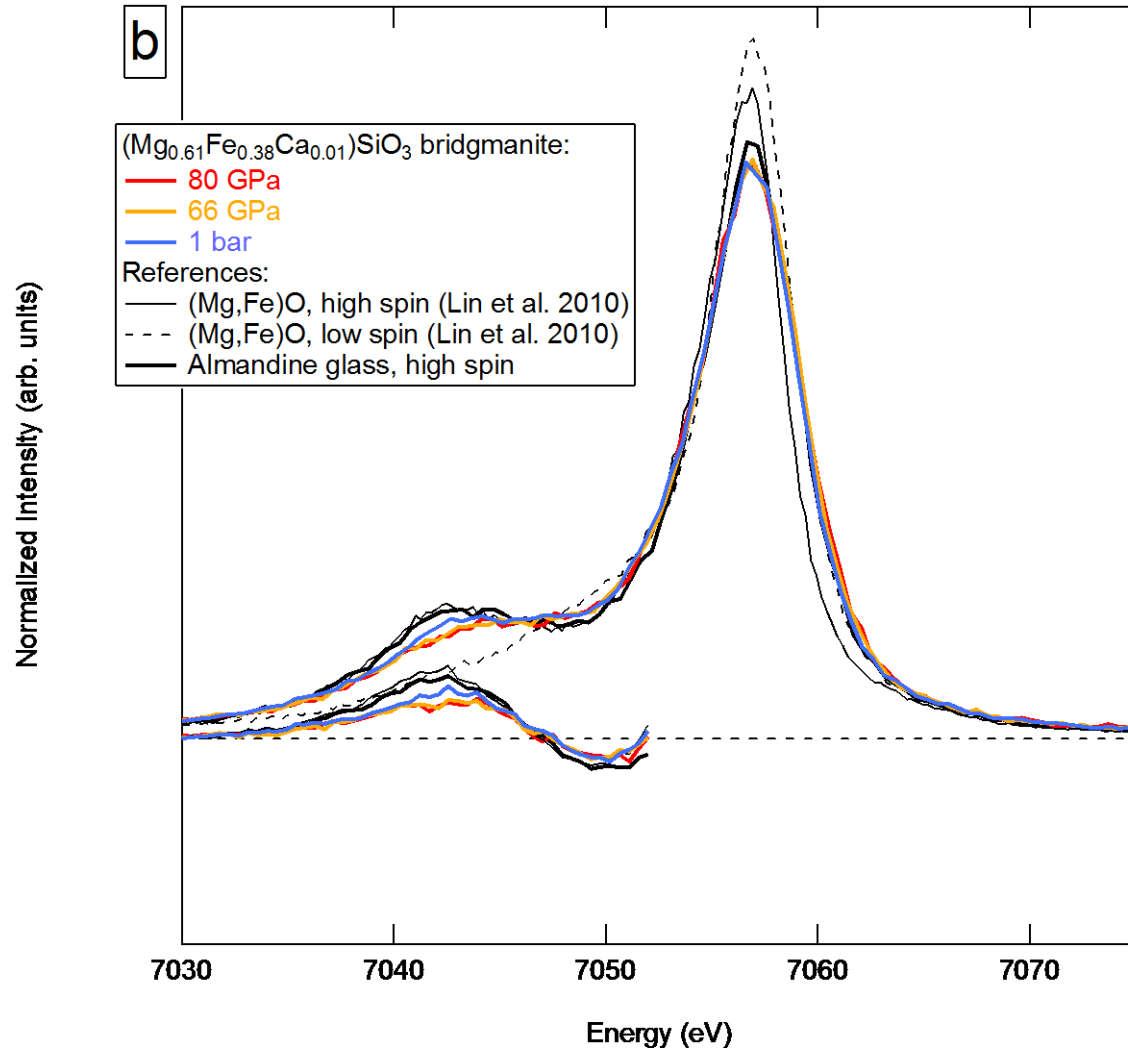 b
(Mg0.61Fe0.38Ca0.01)SiO3 bridgmanite:
80 GPa
66 GPa
1 bar
References:
(Mg,Fe)O, high spin (Lin et al. 2010)
(Mg,Fe)O, low spin (Lin et al. 2010)
Almandine glass, high spin
Normalized Intensity (arb. units)
7030 7040 7050 7060 7070
Energy (eV)